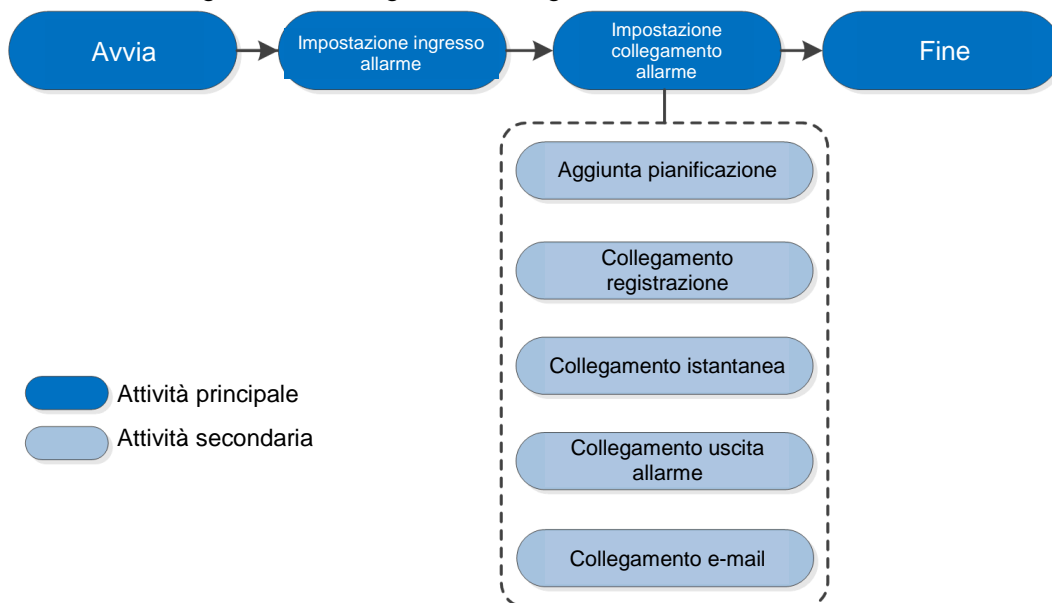 Avvia
Impostazione ingresso
allarme
Impostazione
collegamento
allarme
Fine
Aggiunta pianificazione
Collegamento
registrazione
Collegamento istantanea
Collegamento uscita
allarme
Collegamento e-mail
Attività principale
Attività secondaria